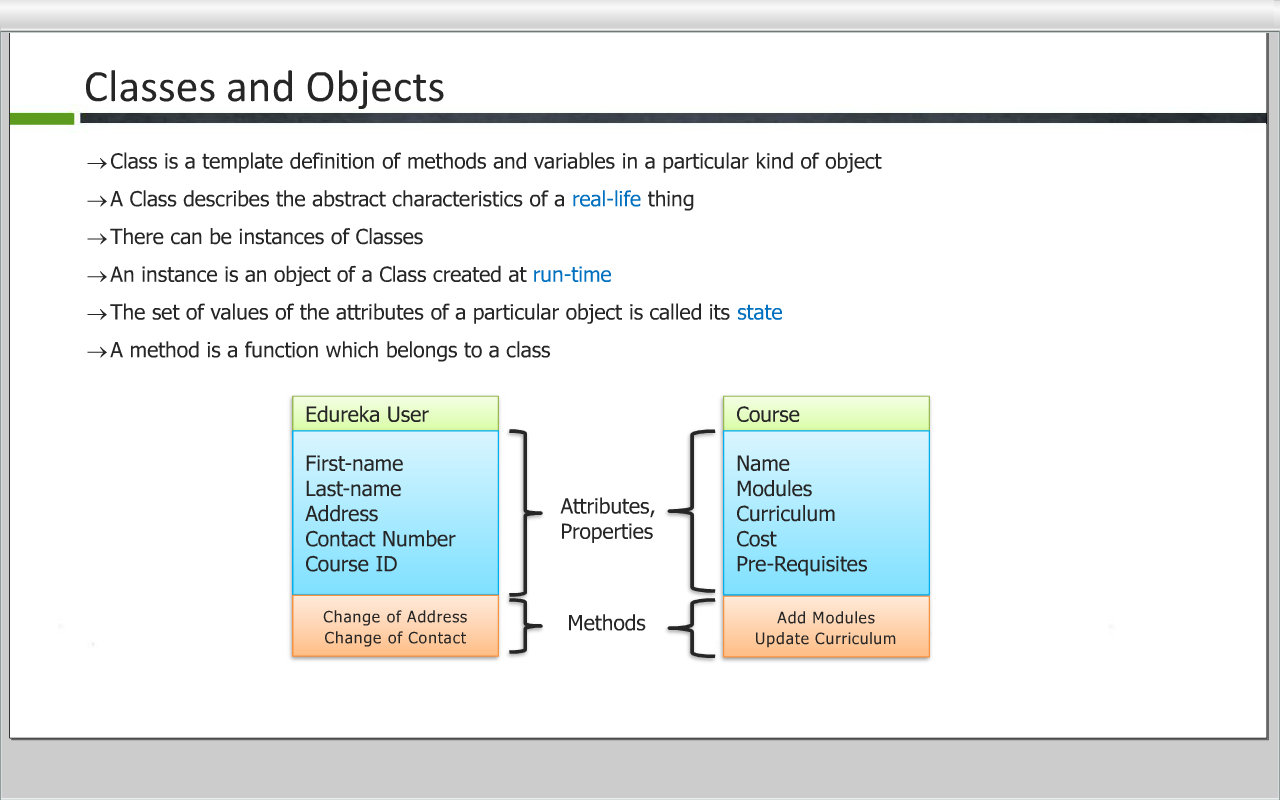 Classes and Objects
→Class is a template definition of methods and variables in a particular kind of object
→A Class describes the abstract characteristics of a real-life thing
→There can be instances of Classes
→An instance is an object of a Class created at run-time
→The set of values of the attributes of a particular object is called its state
→A method is a function which belongs to a class
Edureka User
First-name
Last-name
Address
Contact Number
Course ID
Change of Address
Change of Contact
Attributes,
Properties
Methods
Course
Name
Modules
Curriculum
Cost
Pre-Requisites
Add Modules
Update Curriculum